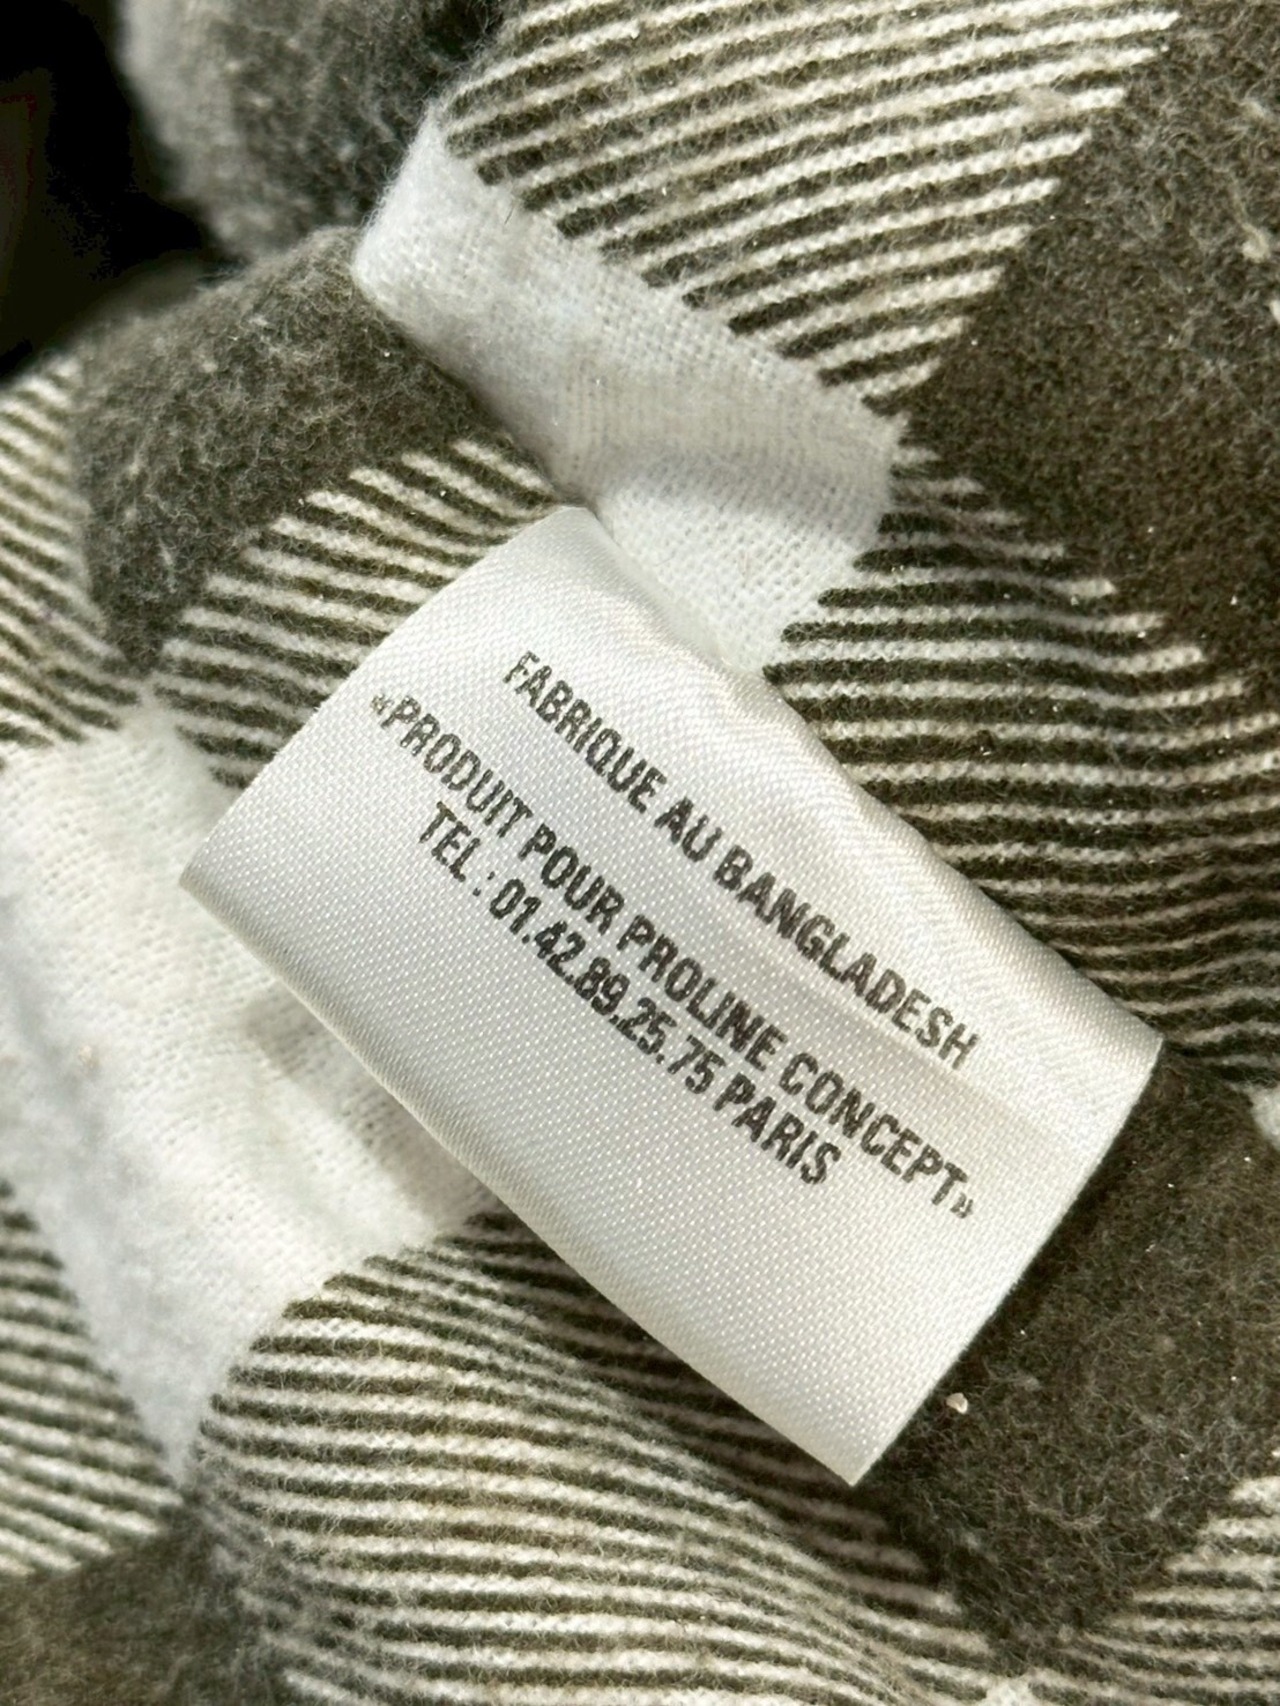 FABRIQUE AU BANGLADESH
«PRODUIT POUR PROLINE CONCEPT»
TEL : 01.42.89.25.75 PARIS